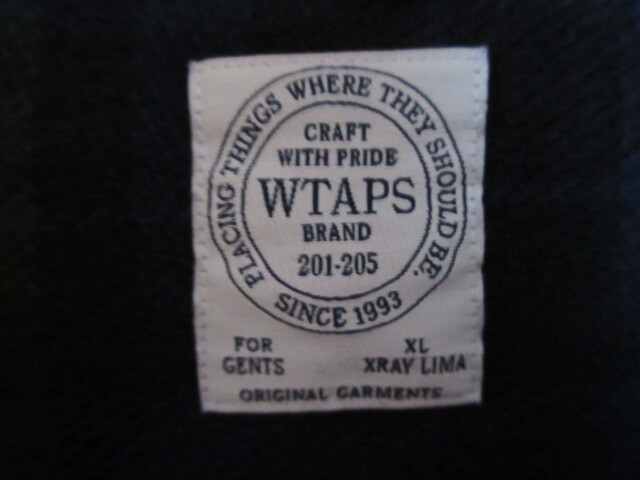 PLACING THINGS WHERE THEY SHOULD BE.
CRAFT
WITH PRIDE
WTAPS
BRAND
201-205
SINCE 1993
FOR
GENTS
XL
XRAY LIMA
ORIGINAL GARMENTS